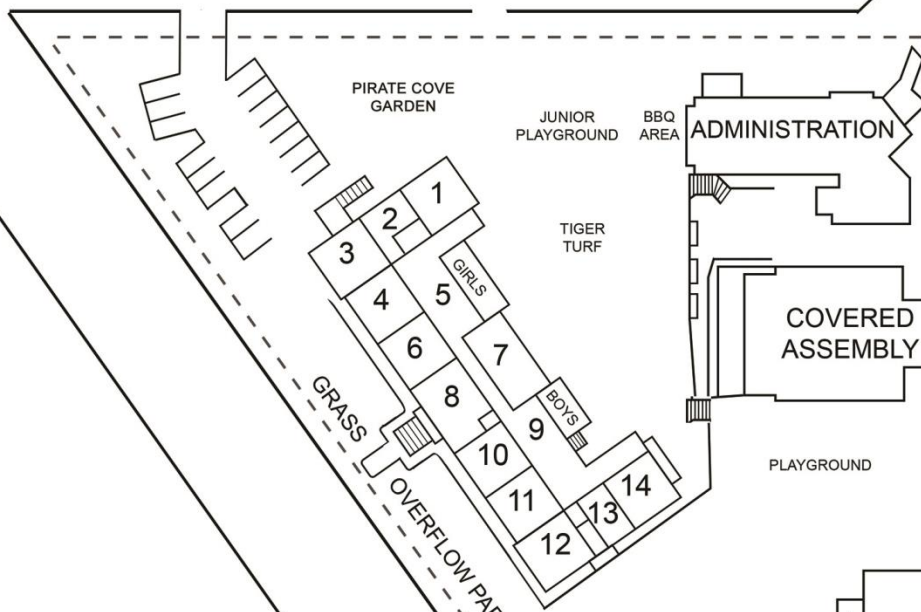 PIRATE COVE
GARDEN
JUNIOR
PLAYGROUND
BBQ
AREA
ADMINISTRATION
1
2
3
TIGER
TURF
GIRLS
4
5
6
7
COVERED
ASSEMBLY
8
BOYS
9
GRASS
10
PLAYGROUND
11
14
13
12
OVERFLOW PAR